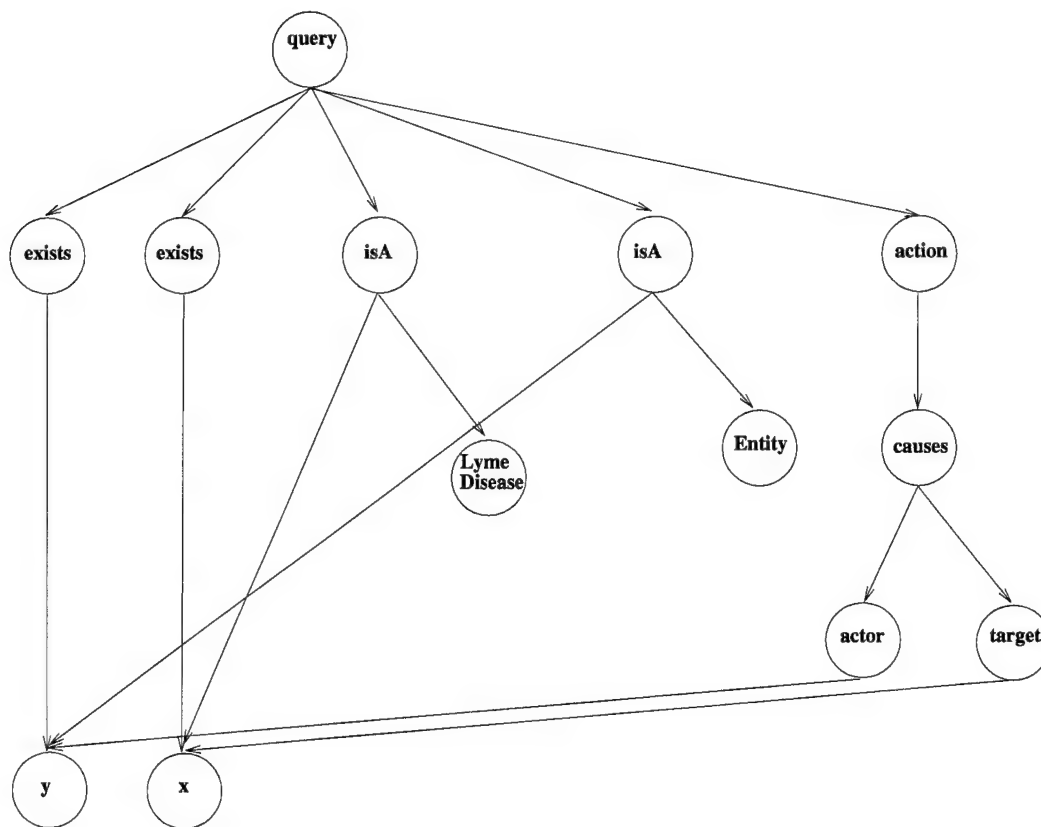 query
exists
exists
isA
isA
action
Lyme
Disease
Entity
causes
actor
target
y
x